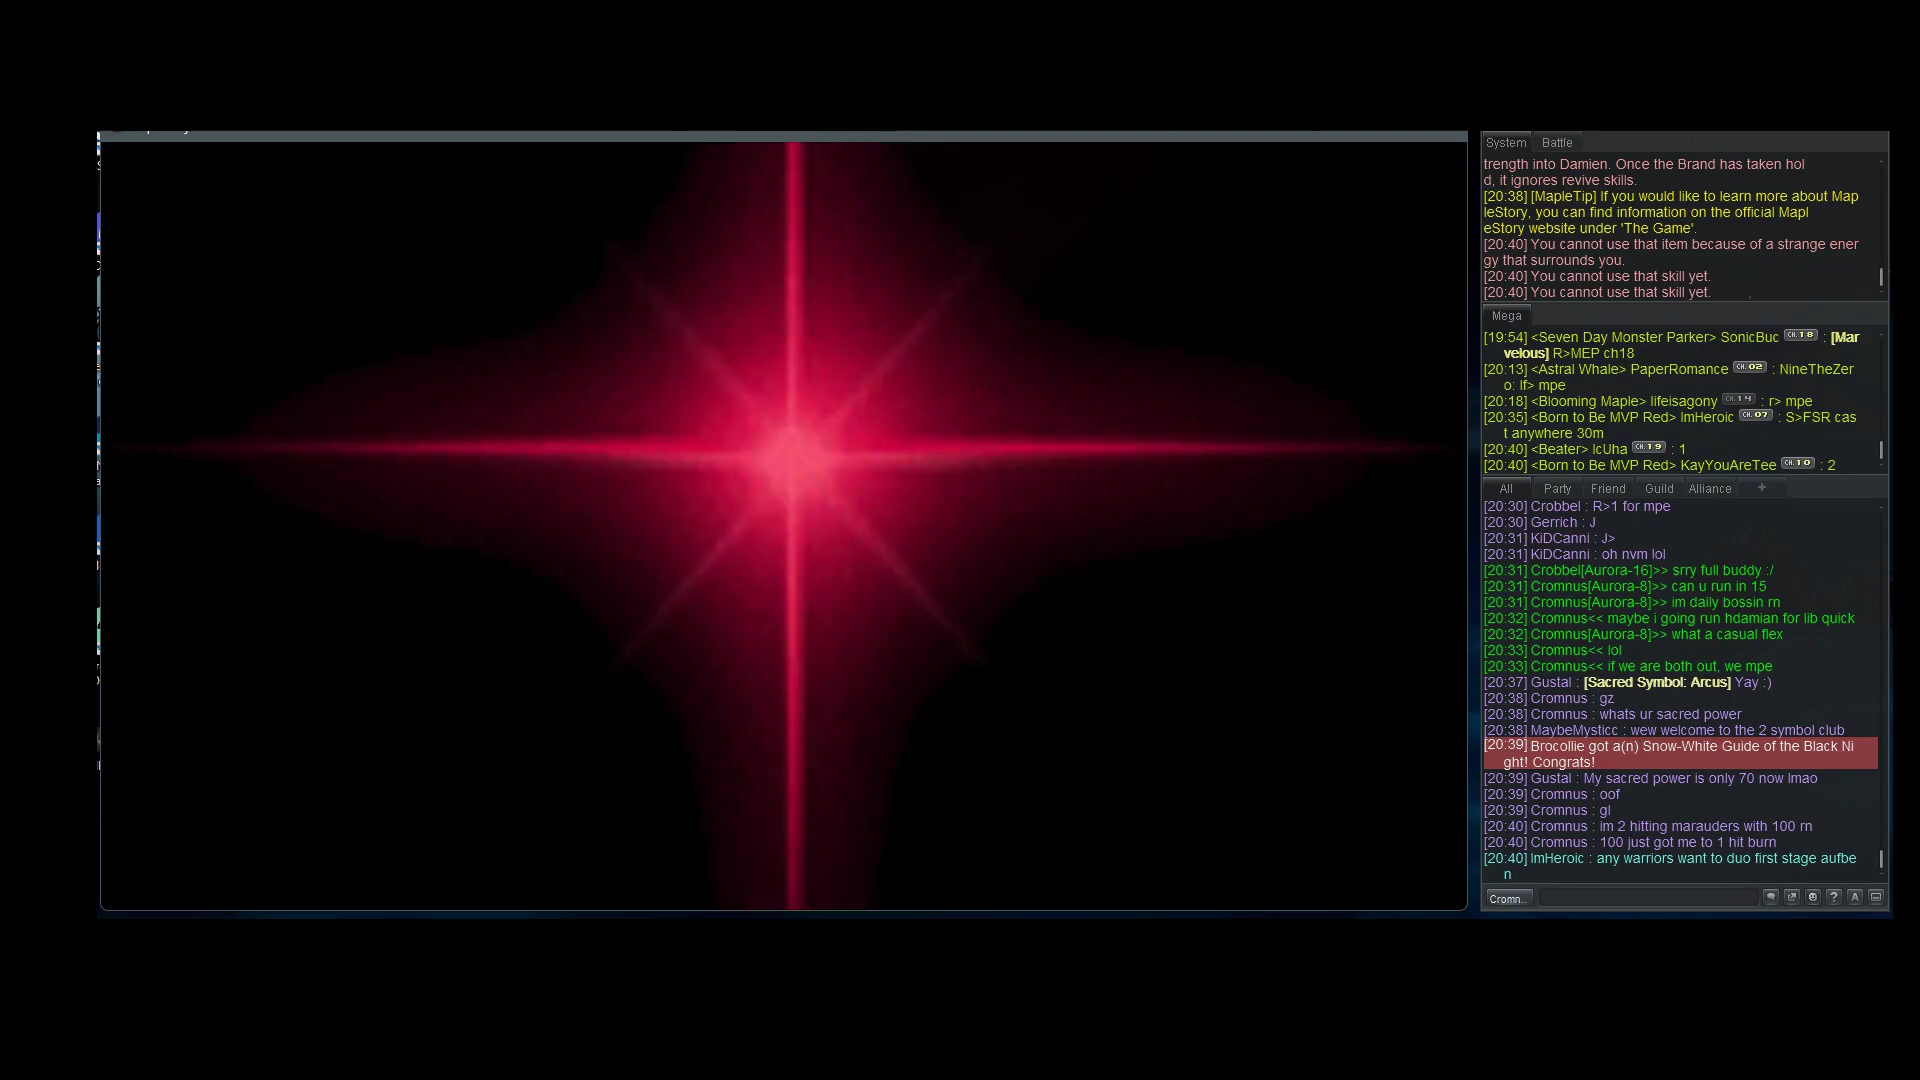 System Battle
trength into Damien. Once the Brand has taken hol
d, it ignores revive skills.
[20:38] [MapleTip] If you would like to learn more about Map
leStory, you can find information on the official Mapl
eStory website under 'The Game'.
[20:40] You cannot use that item because of a strange ener
gy that surrounds you.
[20:40] You cannot use that skill yet.
[20:40] You cannot use that skill yet.
Mega
[19:54] <Seven Day Monster Parker> SonicBuc CH.18 : [Mar
velous] R>MEP ch18
[20:13] <Astral Whale> PaperRomance CH.02 : NineTheZer
o: lf> mpe
[20:18] <Blooming Maple> lifeisagony CH.14 : r> mpe
[20:35] <Born to Be MVP Red> ImHeroic CH.07 : S>FSR cas
t anywhere 30m
[20:40] <Beater> IcUha CH.19 : 1
[20:40] <Born to Be MVP Red> KayYouAreTee CH.10 : 2
All Party Friend Guild Alliance +
[20:30] Crobbel : R>1 for mpe
[20:30] Gerrich : J
[20:31] KiDCanni : J>
[20:31] KiDCanni : oh nvm lol
[20:31] Crobbel[Aurora-16]>> srry full buddy :/
[20:31] Cromnus[Aurora-8]>> can u run in 15
[20:31] Cromnus[Aurora-8]>> im daily bossin rn
[20:32] Cromnus<< maybe i going run hdamian for lib quick
[20:32] Cromnus[Aurora-8]>> what a casual flex
[20:33] Cromnus<< lol
[20:33] Cromnus<< if we are both out, we mpe
[20:37] Gustal : [Sacred Symbol: Arcus] Yay :)
[20:38] Cromnus : gz
[20:38] Cromnus : whats ur sacred power
[20:38] MaybeMysticc : wew welcome to the 2 symbol club
[20:39] Brocollie got a(n) Snow-White Guide of the Black Ni
ght! Congrats!
[20:39] Gustal : My sacred power is only 70 now lmao
[20:39] Cromnus : oof
[20:39] Cromnus : gl
[20:40] Cromnus : im 2 hitting marauders with 100 rn
[20:40] Cromnus : 100 just got me to 1 hit burn
[20:40] ImHeroic : any warriors want to duo first stage aufbe
n
Cromn..